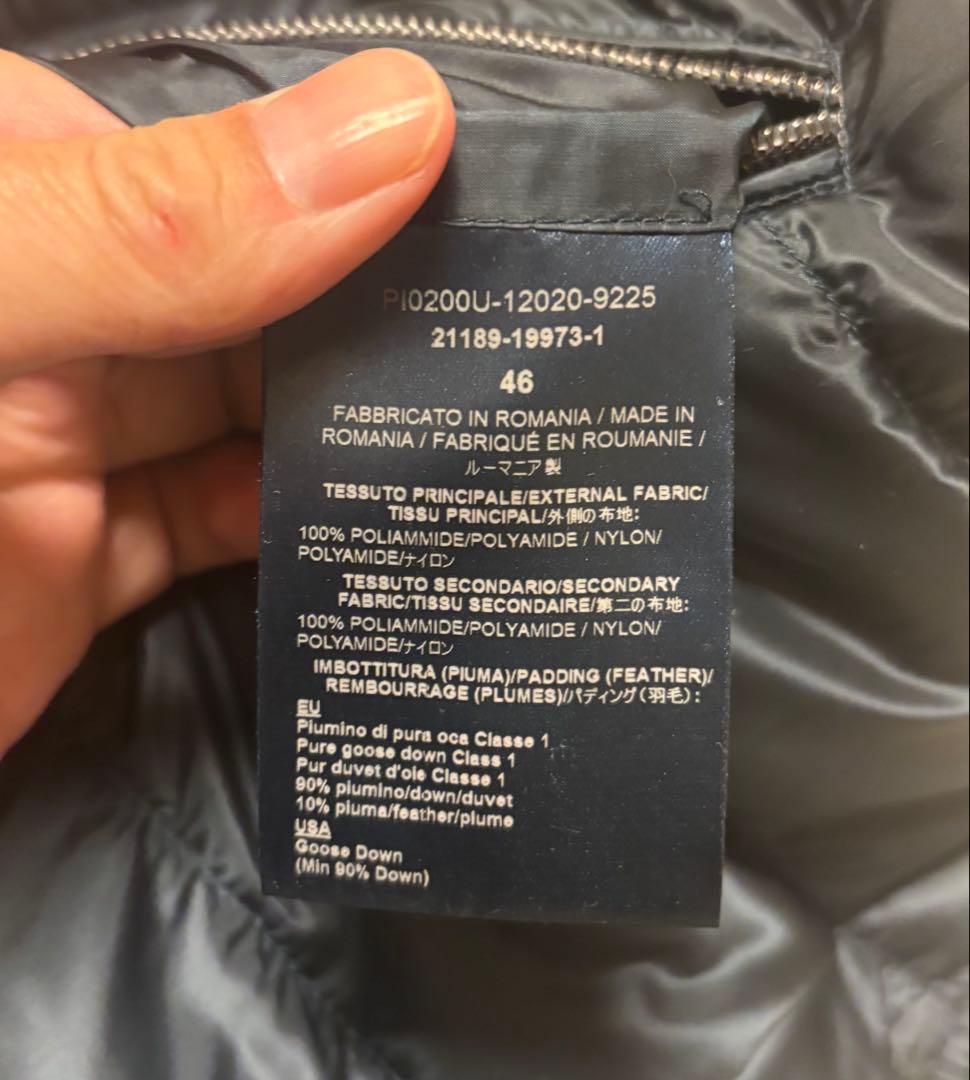 PI0200U-12020-9225
21189-19973-1
46
FABBRICATO IN ROMANIA / MADE IN
ROMANIA / FABRIQUÉ EN ROUMANIE /
ルーマニア製
TESSUTO PRINCIPALE/EXTERNAL FABRIC/
TISSU PRINCIPAL/外側の布地:
100% POLIAMMIDE/POLYAMIDE / NYLON/
POLYAMIDE/ナイロン
TESSUTO SECONDARIO/SECONDARY
FABRIC/TISSU SECONDAIRE/第二の布地:
100% POLIAMMIDE/POLYAMIDE / NYLON/
POLYAMIDE/ナイロン
IMBOTTITURA (PIUMA)/PADDING (FEATHER)/
REMBOURRAGE (PLUMES)/パディング(羽毛):
EU
Piumino di pura oca Classe 1
Pure goose down Class 1
Pur duvet d'oie Classe 1
90% piumino/down/duvet
10% piuma/feather/plume
USA
Goose Down
(Min 90% Down)